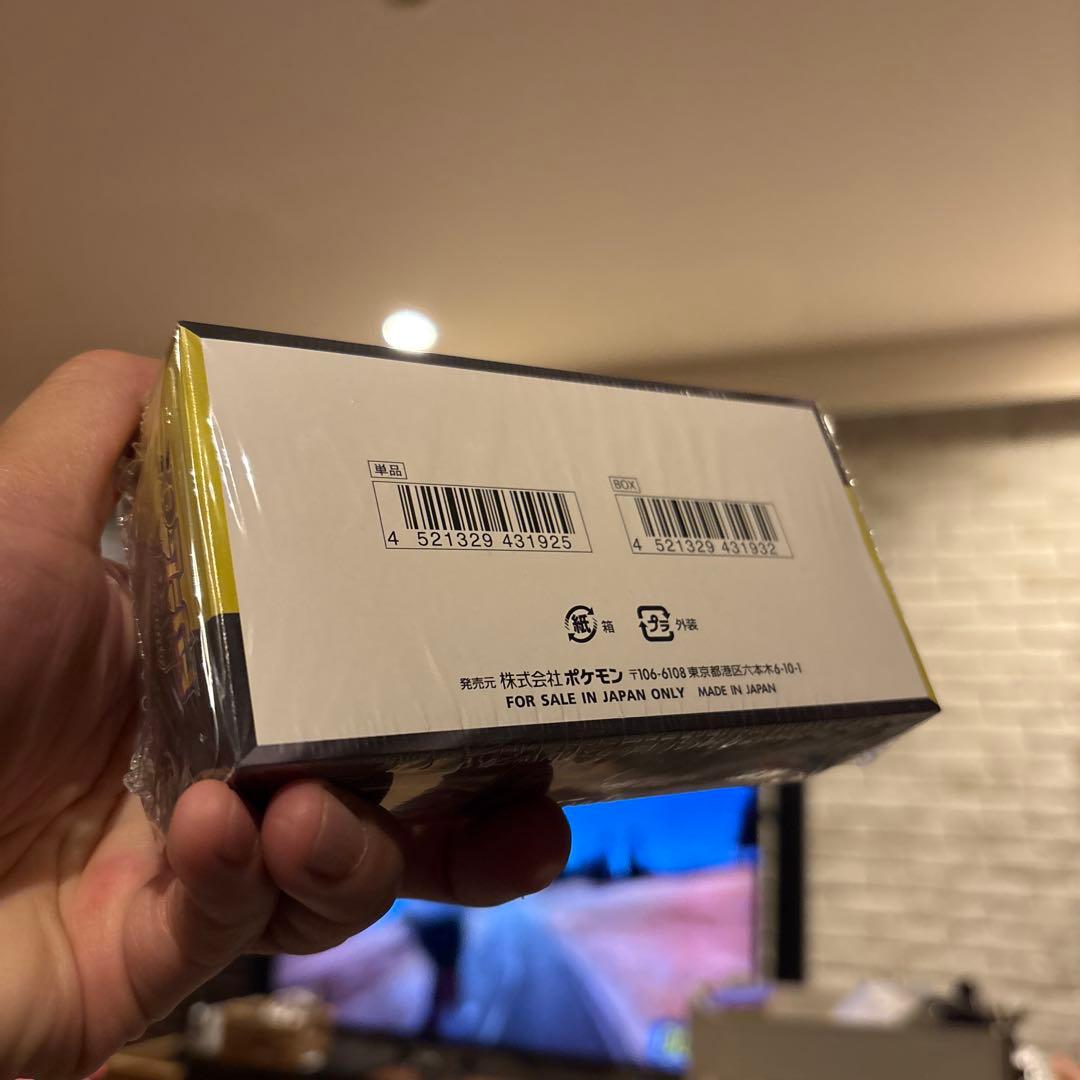 単品
BOX
4 521329 431925
4 521329 431932
紙 箱
プラ 外装
発売元 株式会社ポケモン 〒106-6108 東京都港区六本木6-10-1
FOR SALE IN JAPAN ONLY MADE IN JAPAN